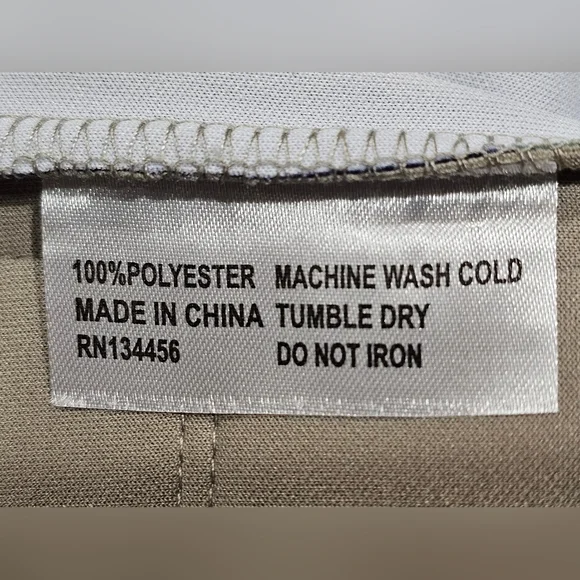 100%POLYESTER MACHINE WASH COLD
MADE IN CHINA TUMBLE DRY
RN134456 DO NOT IRON